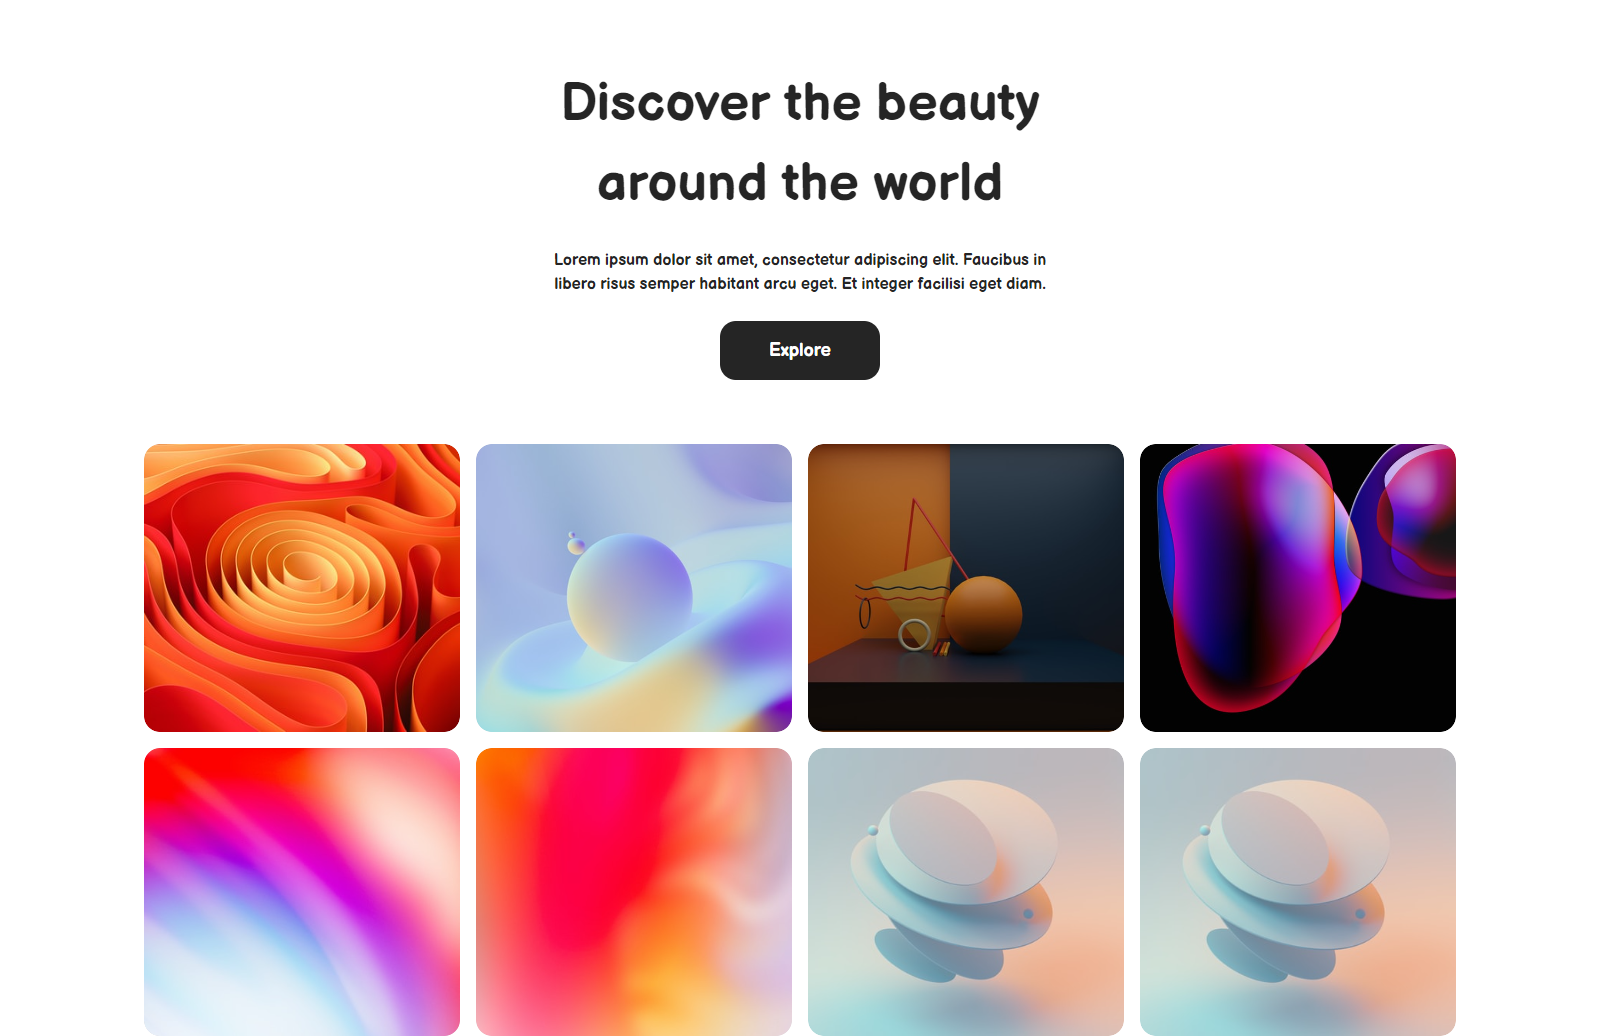 Discover the beauty
around the world
Lorem ipsum dolor sit amet, consectetur adipiscing elit. Faucibus in
libero risus semper habitant arcu eget. Et integer facilisi eget diam.
Explore